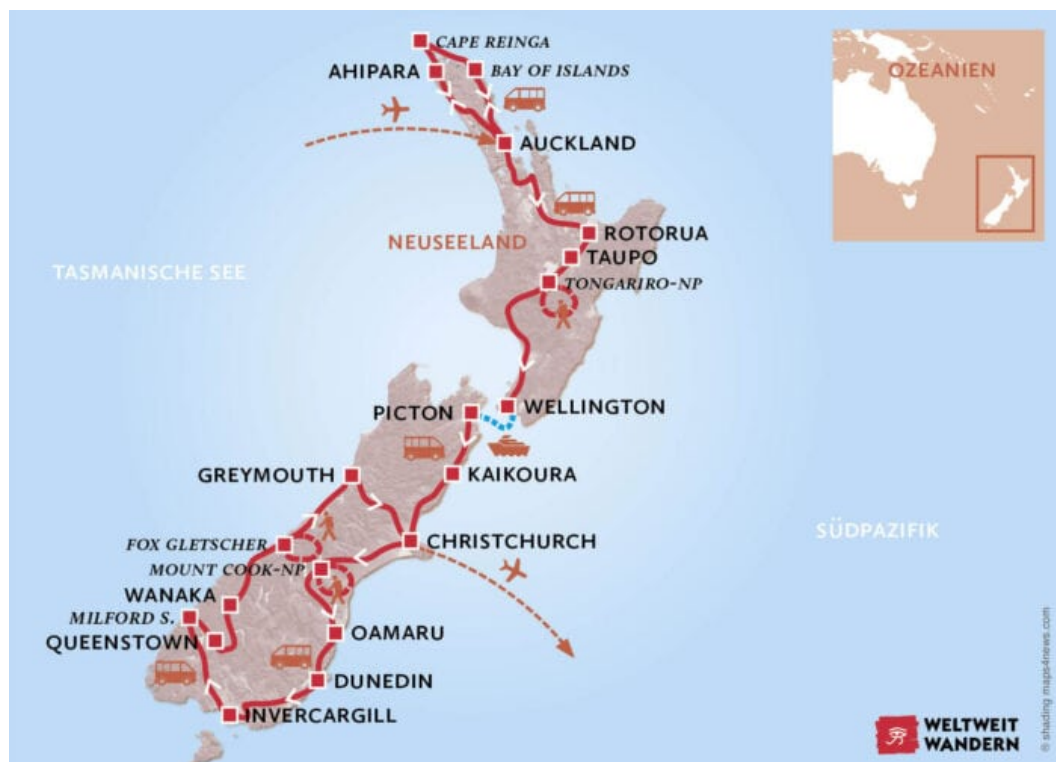 CAPE REINGA
AHIPARA
BAY OF ISLANDS
OZEANIEN
AUCKLAND
NEUSEELAND
ROTORUA
TAUPO
TASMANISCHE SEE
TONGARIRO-NP
PICTON
WELLINGTON
GREYMOUTH
KAIKOURA
SÜDPAZIFIK
FOX GLETSCHER
CHRISTCHURCH
MOUNT COOK-NP
WANAKA
MILFORD S.
QUEENSTOWN
OAMARU
DUNEDIN
INVERCARGILL
WELTWEIT
WANDERN
© shading maps4news.com